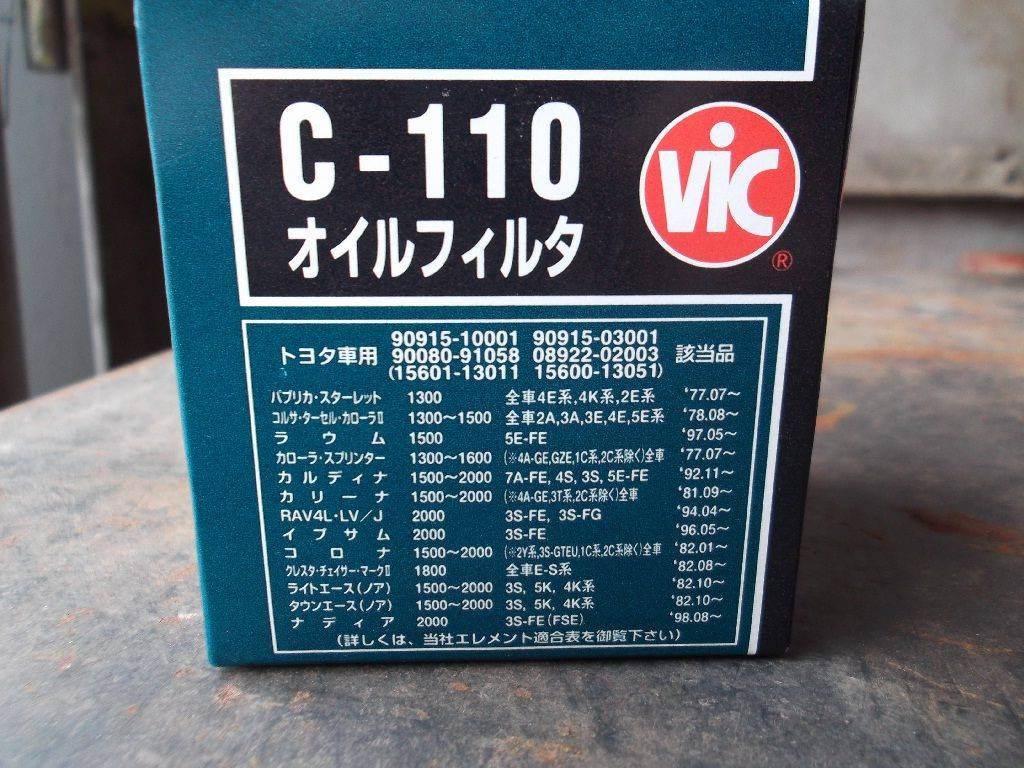 C-110
オイルフィルタ
VIC
®
90915-10001 90915-03001
トヨタ車用 90080-91058 08922-02003 該当品
(15601-13011 15600-13051)
パブリカ・スターレット 1300 全車4E系,4K系,2E系 '77.07〜
コルサ・ターセル・カローラⅡ 1300〜1500 全車2A,3A,3E,4E,5E系 '78.08〜
ラウム 1500 5E-FE '97.05〜
カローラ・スプリンター 1300〜1600 (※4A-GE,GZE,1C系,2C系除く)全車 '77.07〜
カルディナ 1500〜2000 7A-FE, 4S, 3S, 5E-FE '92.11〜
カリーナ 1500〜2000 (※4A-GE,3T系,2C系除く)全車 '81.09〜
RAV4L・LV/J 2000 3S-FE, 3S-FG '94.04〜
イプサム 2000 3S-FE '96.05〜
コロナ 1500〜2000 (※2Y系,3S-GTEU,1C系,2C系除く)全車 '82.01〜
クレスタ・チェイサー・マークⅡ 1800 全車E-S系 '82.08〜
ライトエース(ノア) 1500〜2000 3S, 5K, 4K系 '82.10〜
タウンエース(ノア) 1500〜2000 3S, 5K, 4K系 '82.10〜
ナディア 2000 3S-FE(FSE) '98.08〜
(詳しくは、当社エレメント適合表を御覧下さい)